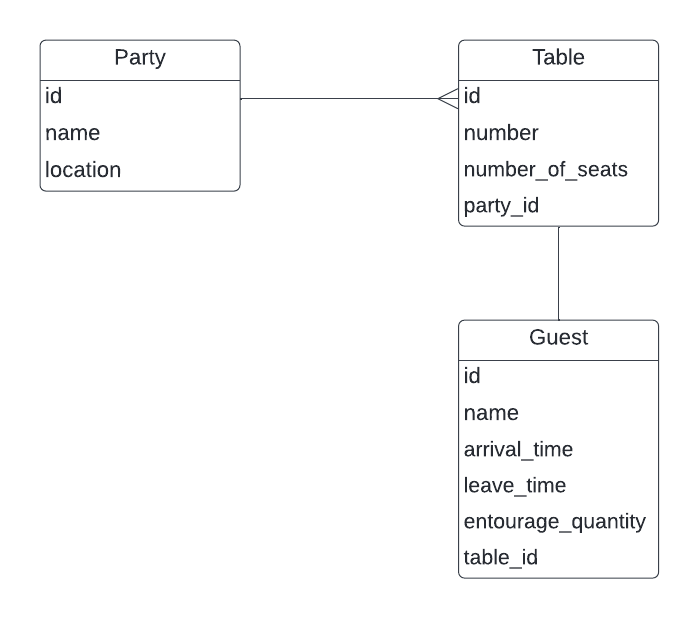 Party
id
name
location
Table
id
number
number_of_seats
party_id
Guest
id
name
arrival_time
leave_time
entourage_quantity
table_id